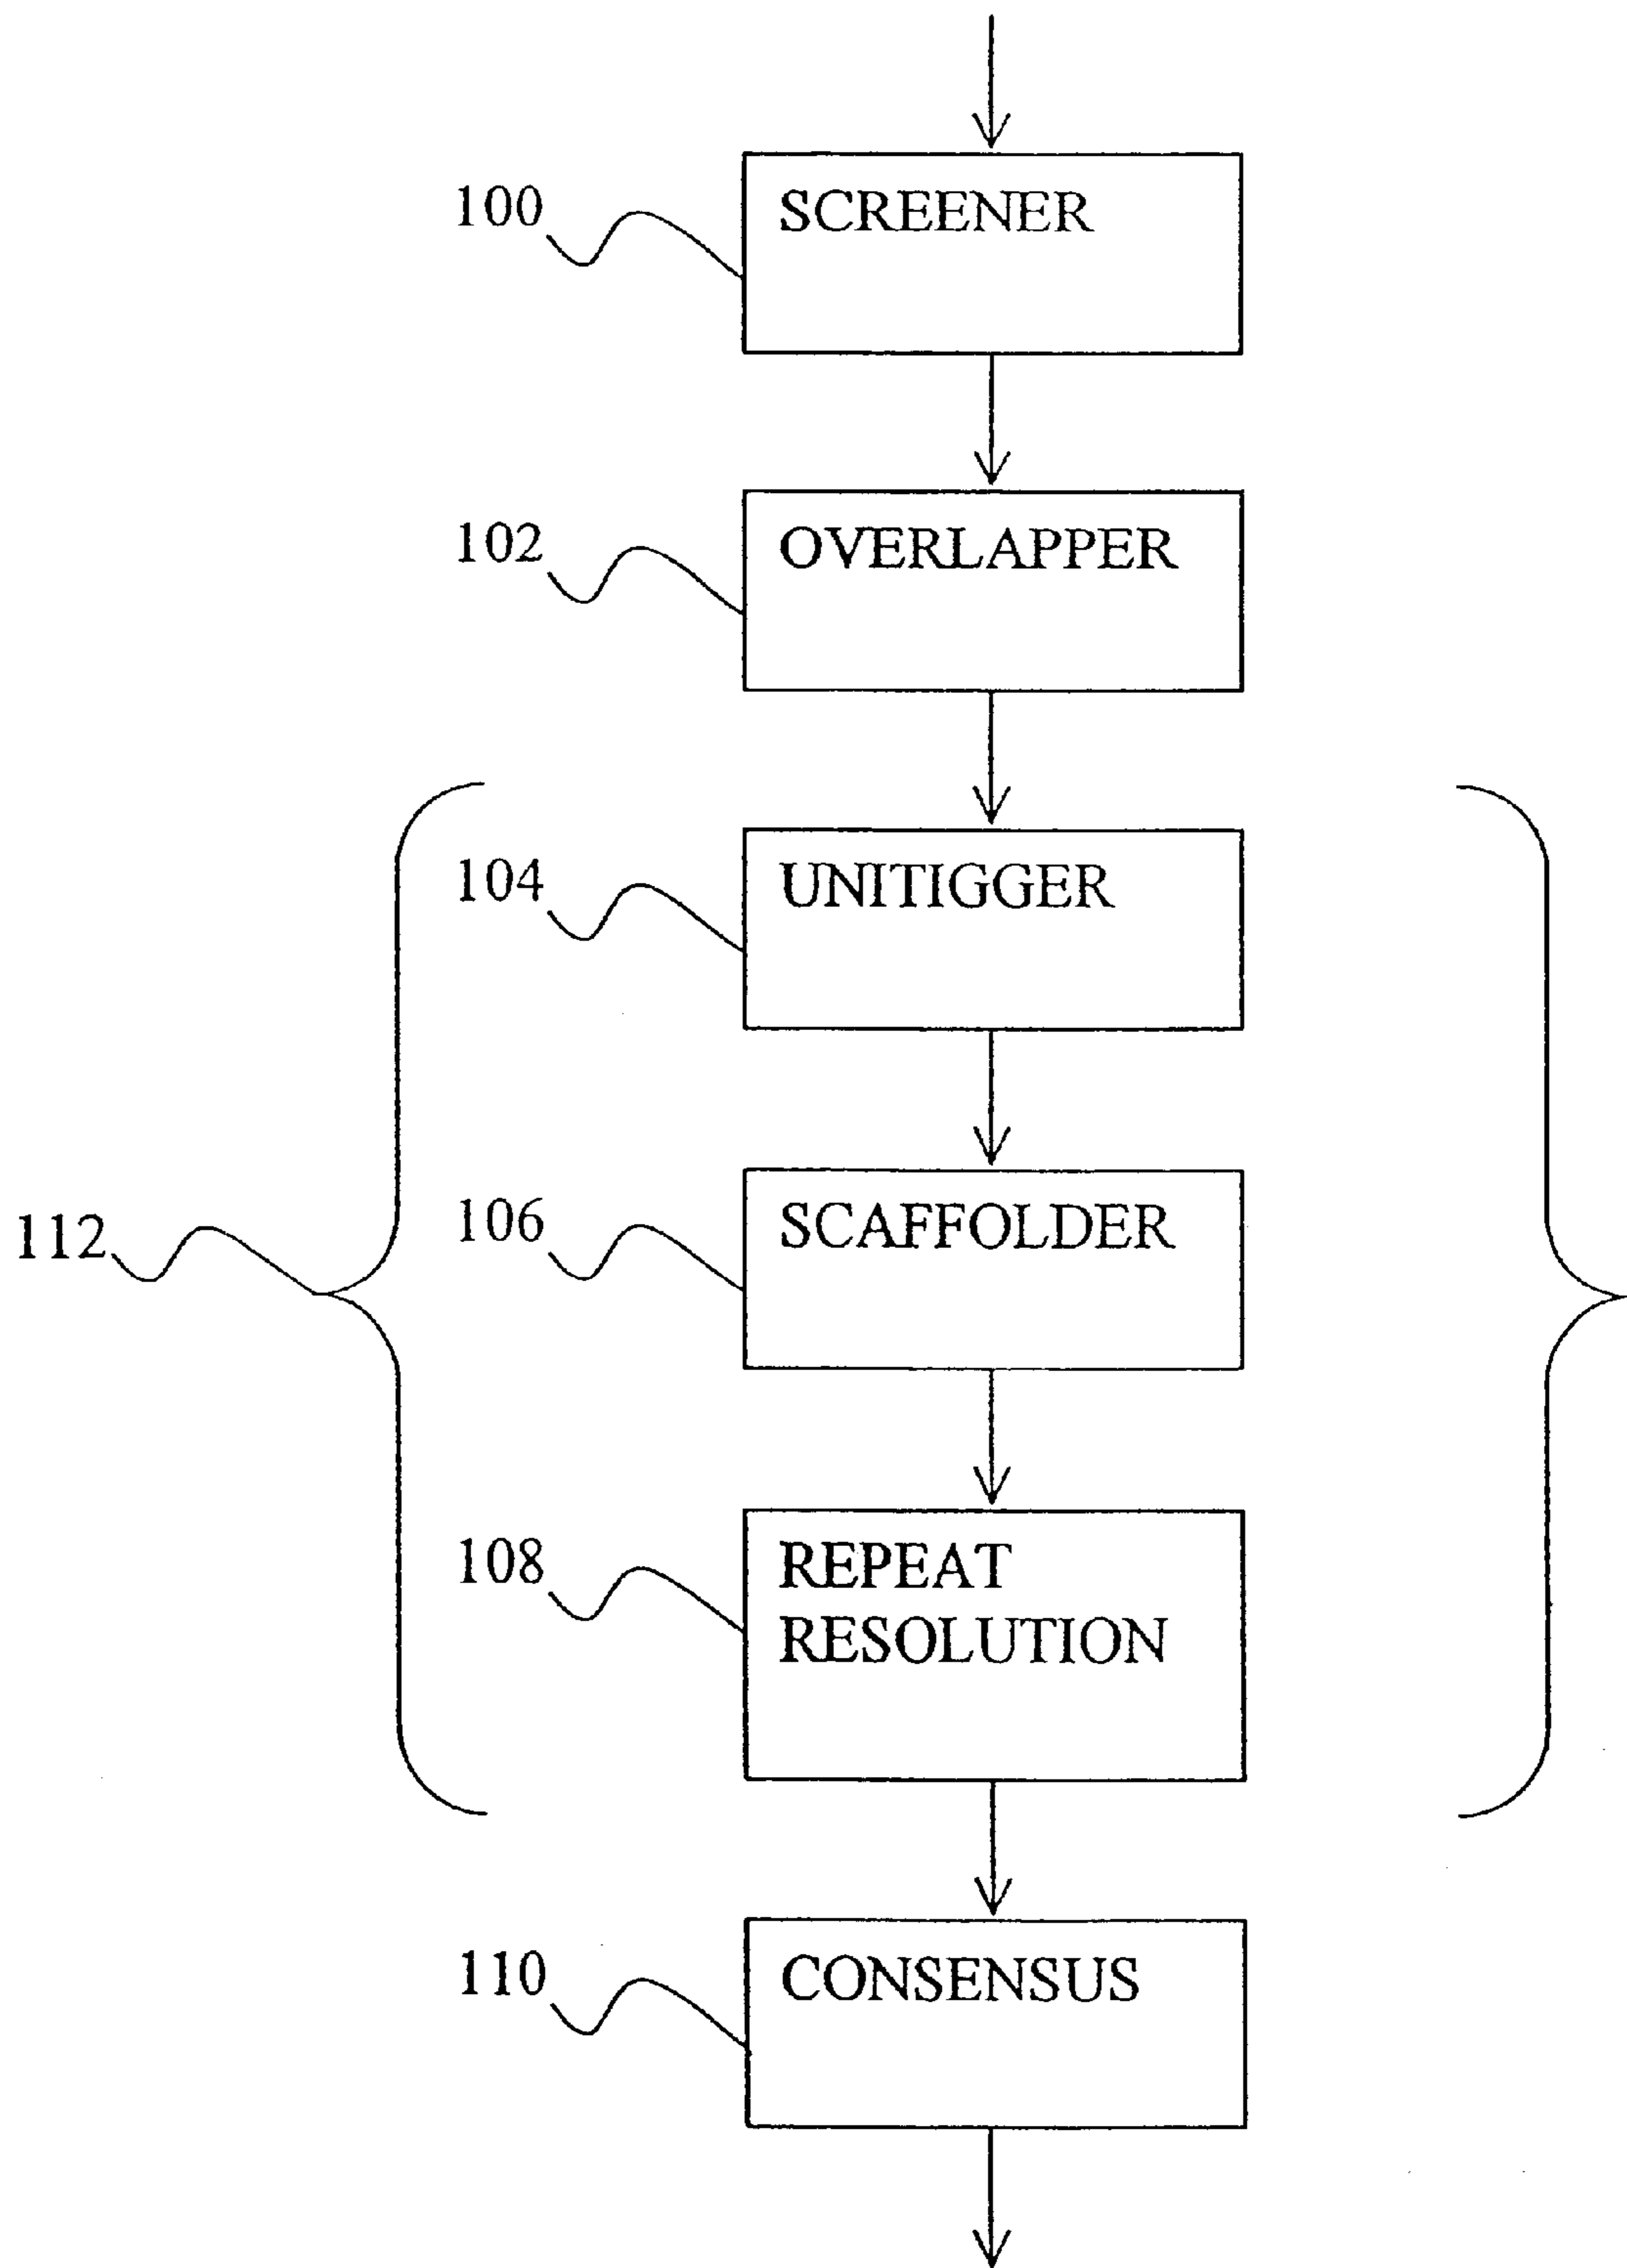 100
SCREENER
102
OVERLAPPER
104
UNITIGGER
106
SCAFFOLDER
112
108
REPEAT
RESOLUTION
110
CONSENSUS